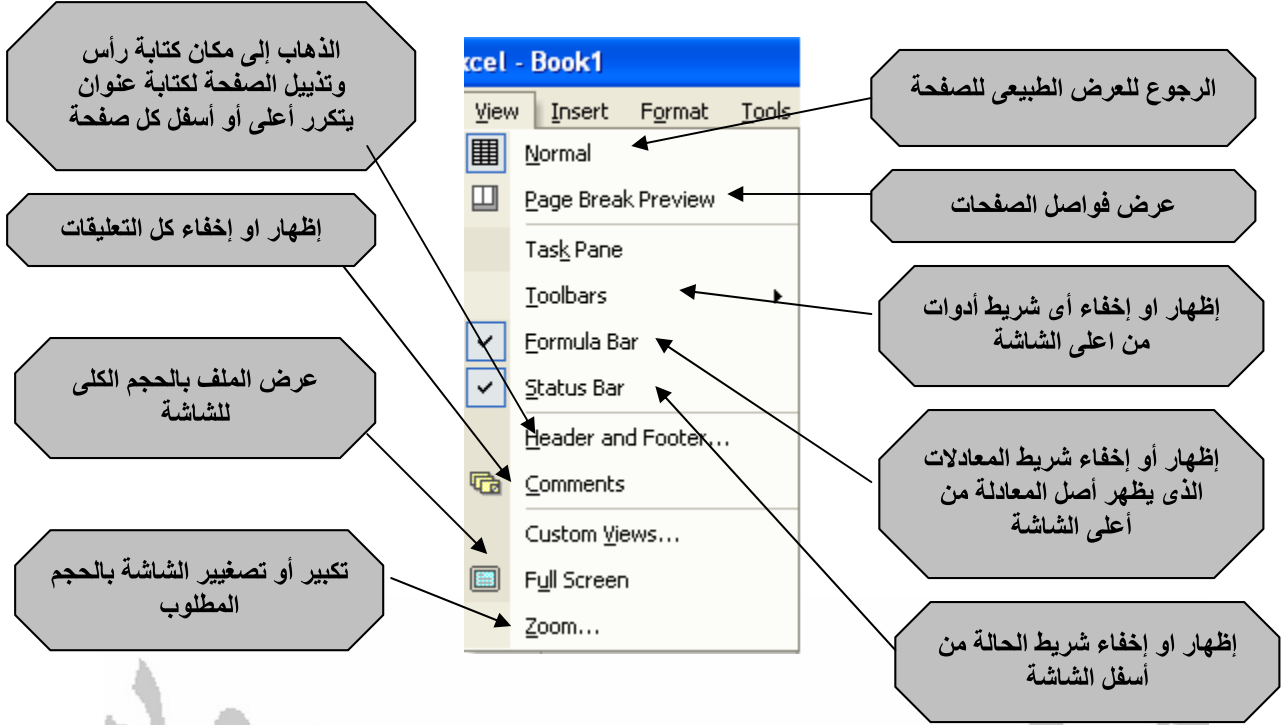 الذهاب إلى مكان كتابة رأس
وتذييل الصفحة لكتابة عنوان
يتكرر أعلى أو أسفل كل صفحة
إظهار او إخفاء كل التعليقات
عرض الملف بالحجم الكلى
للشاشة
تكبير أو تصغيير الشاشة بالحجم
المطلوب
xcel - Book1
View Insert Format Tools
Normal
Page Break Preview
Task Pane
Toolbars
Formula Bar
Status Bar
Header and Footer...
Comments
Custom Views...
Full Screen
Zoom...
الرجوع للعرض الطبيعى للصفحة
عرض فواصل الصفحات
إظهار او إخفاء أى شريط أدوات
من اعلى الشاشة
إظهار أو إخفاء شريط المعادلات
الذى يظهر أصل المعادلة من
أعلى الشاشة
إظهار او إخفاء شريط الحالة من
أسفل الشاشة